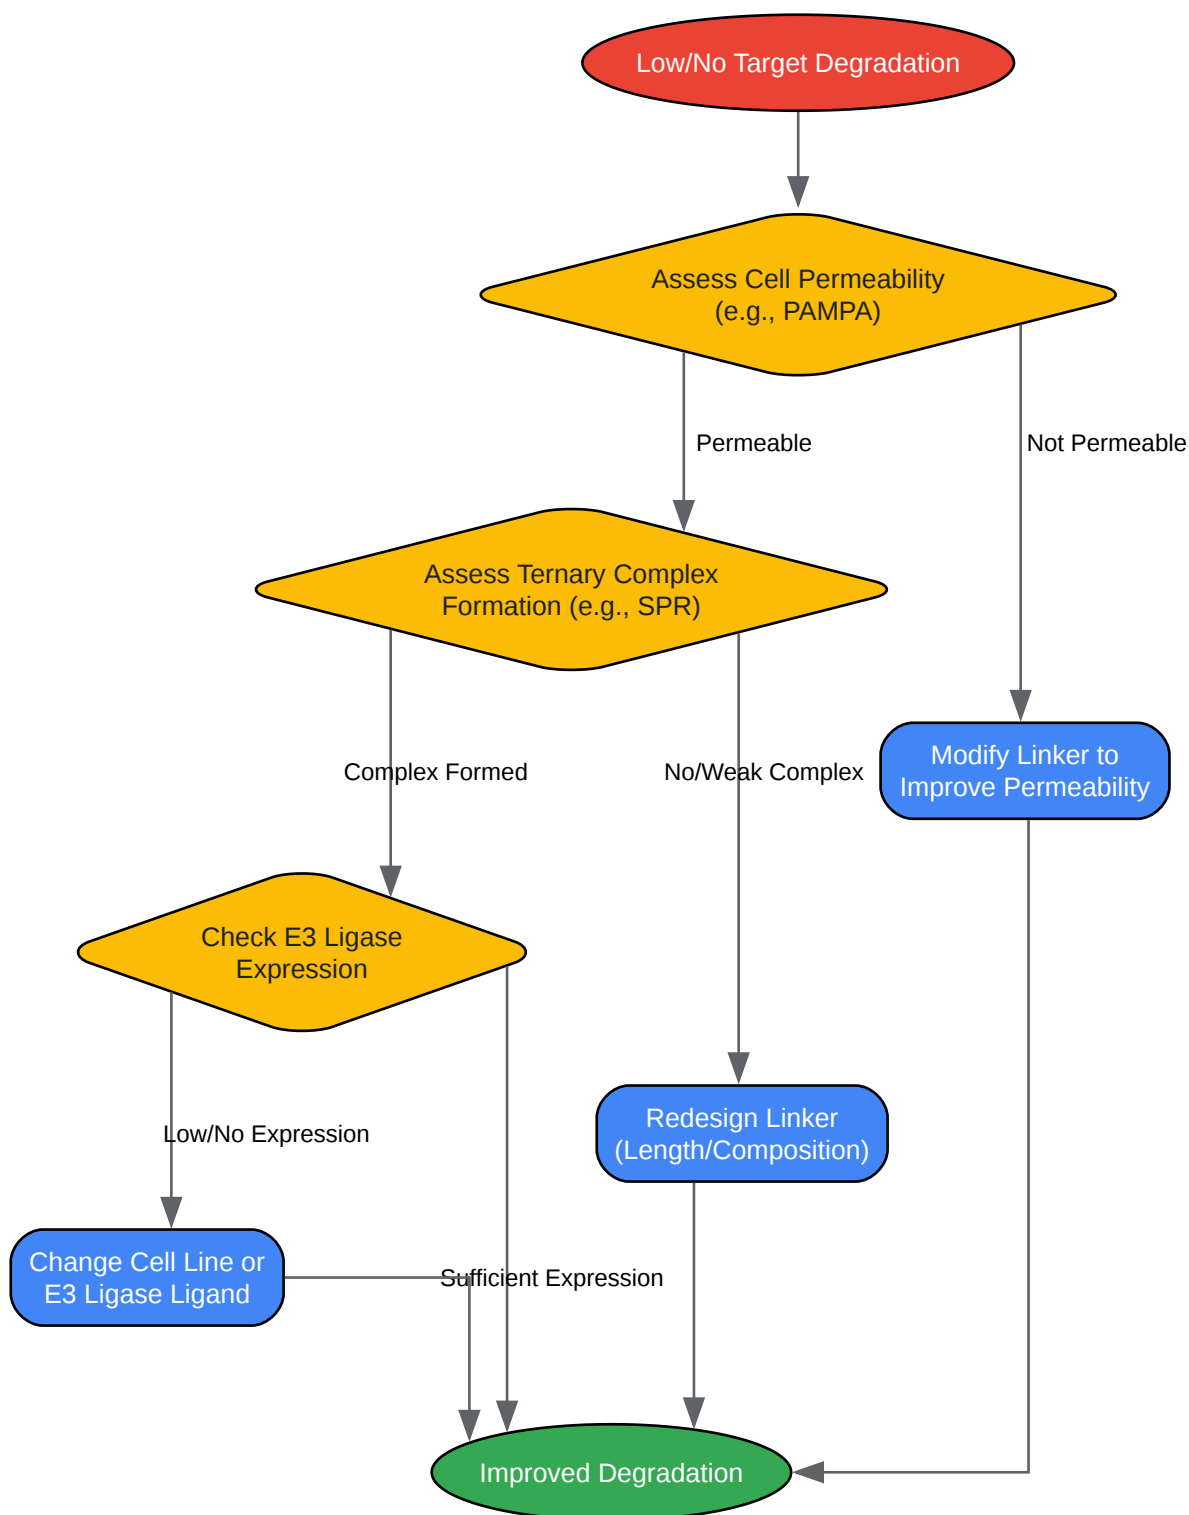 Low/No Target Degradation
Assess Cell Permeability
(e.g., PAMPA)
Permeable
Not Permeable
Assess Ternary Complex
Formation (e.g., SPR)
Complex Formed
No/Weak Complex
Modify Linker to
Improve Permeability
Check E3 Ligase
Expression
Low/No Expression
Redesign Linker
(Length/Composition)
Change Cell Line or
E3 Ligase Ligand
Sufficient Expression
Improved Degradation